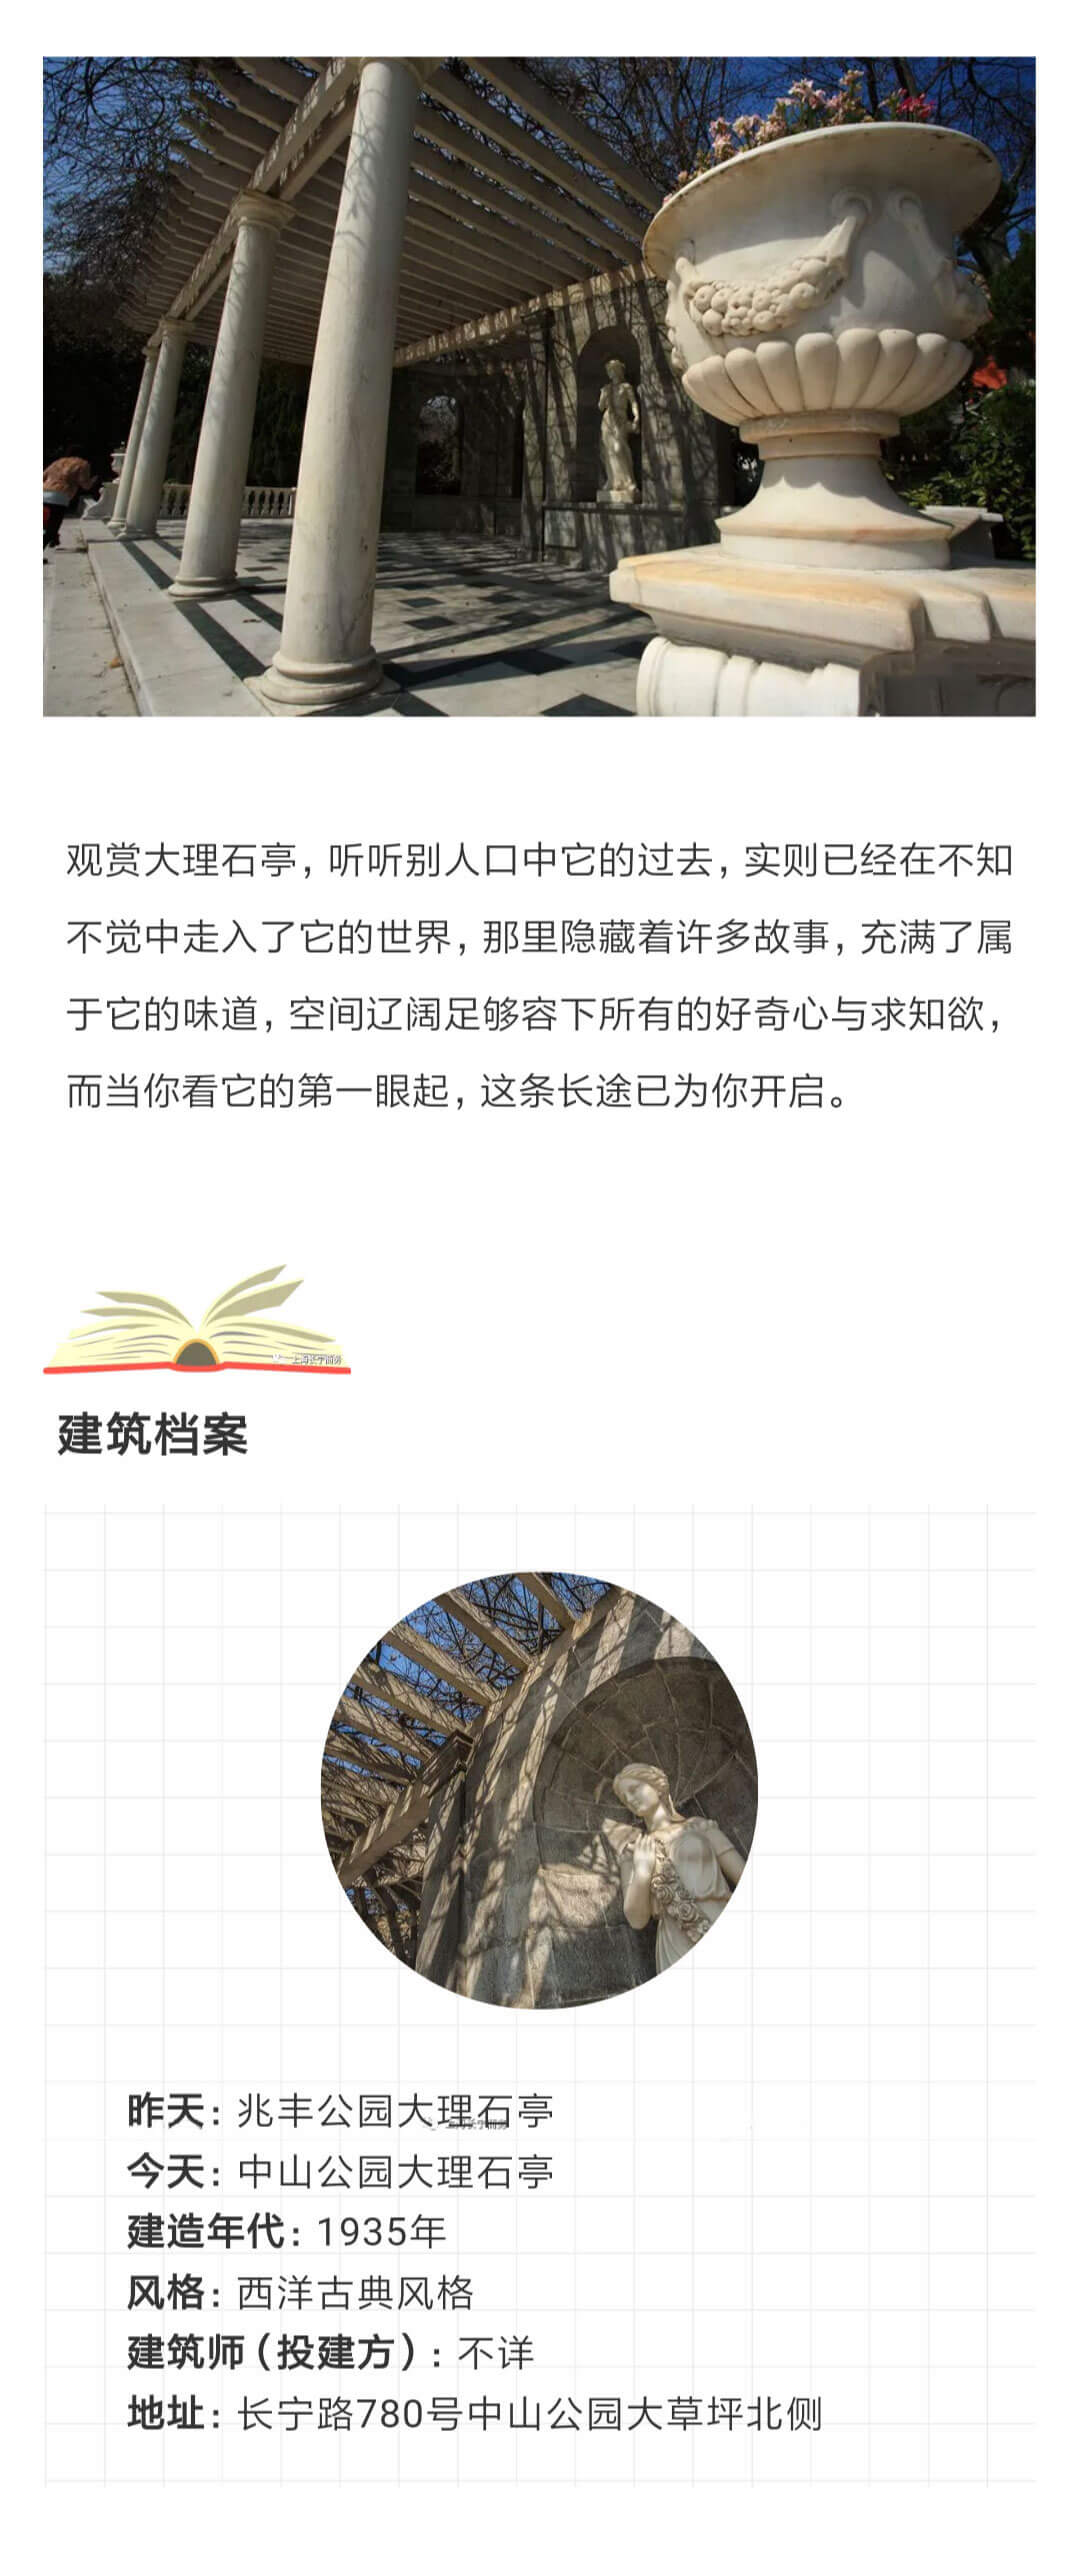 观赏大理石亭，听听别人口中它的过去，实则已经在不知
不觉中走入了它的世界，那里隐藏着许多故事，充满了属
于它的味道，空间辽阔足够容下所有的好奇心与求知欲，
而当你看它的第一眼起，这条长途已为你开启。
上海长宁商务
建筑档案
昨天：兆丰公园大理石亭
今天：中山公园大理石亭
建造年代：1935年
风格：西洋古典风格
建筑师（投建方）：不详
地址：长宁路780号中山公园大草坪北侧